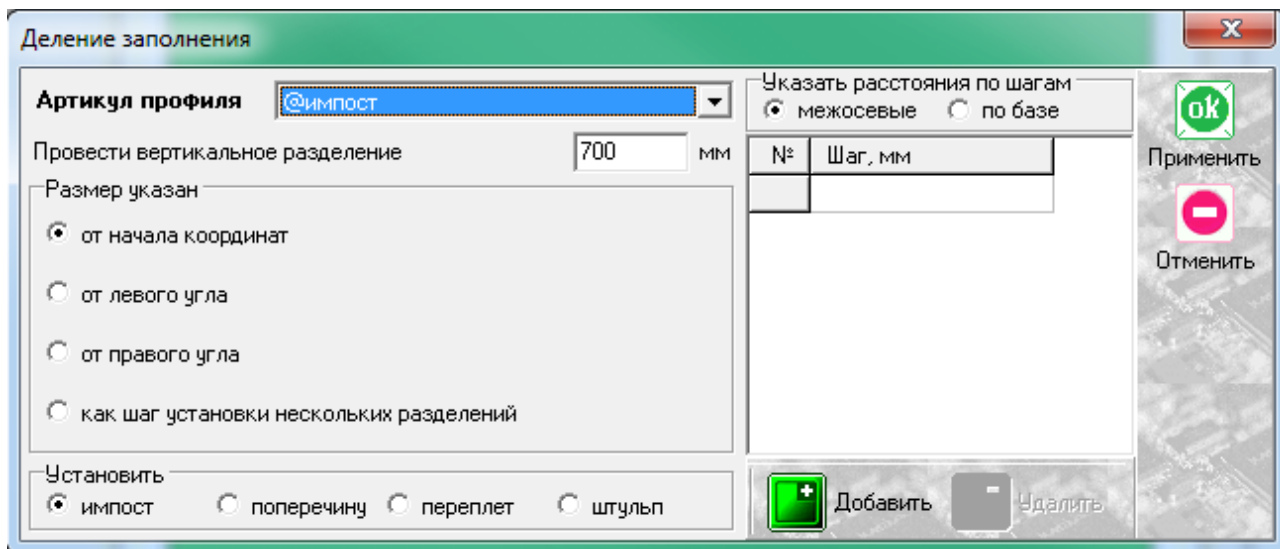 Деление заполнения
Артикул профиля @импост
Провести вертикальное разделение 700 мм
Размер указан
от начала координат
от левого угла
от правого угла
как шаг установки нескольких разделений
Установить
импост поперечину переплет штульп
Указать расстояния по шагам
межосевые по базе
№ Шаг, мм
Добавить Удалить
ok
Применить
Отменить